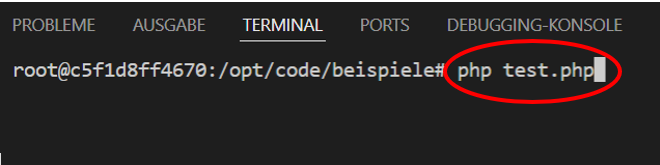 PROBLEME AUSGABE TERMINAL PORTS DEBUGGING-KONSOLE
root@c5f1d8ff4670:/opt/code/beispiele# php test.php